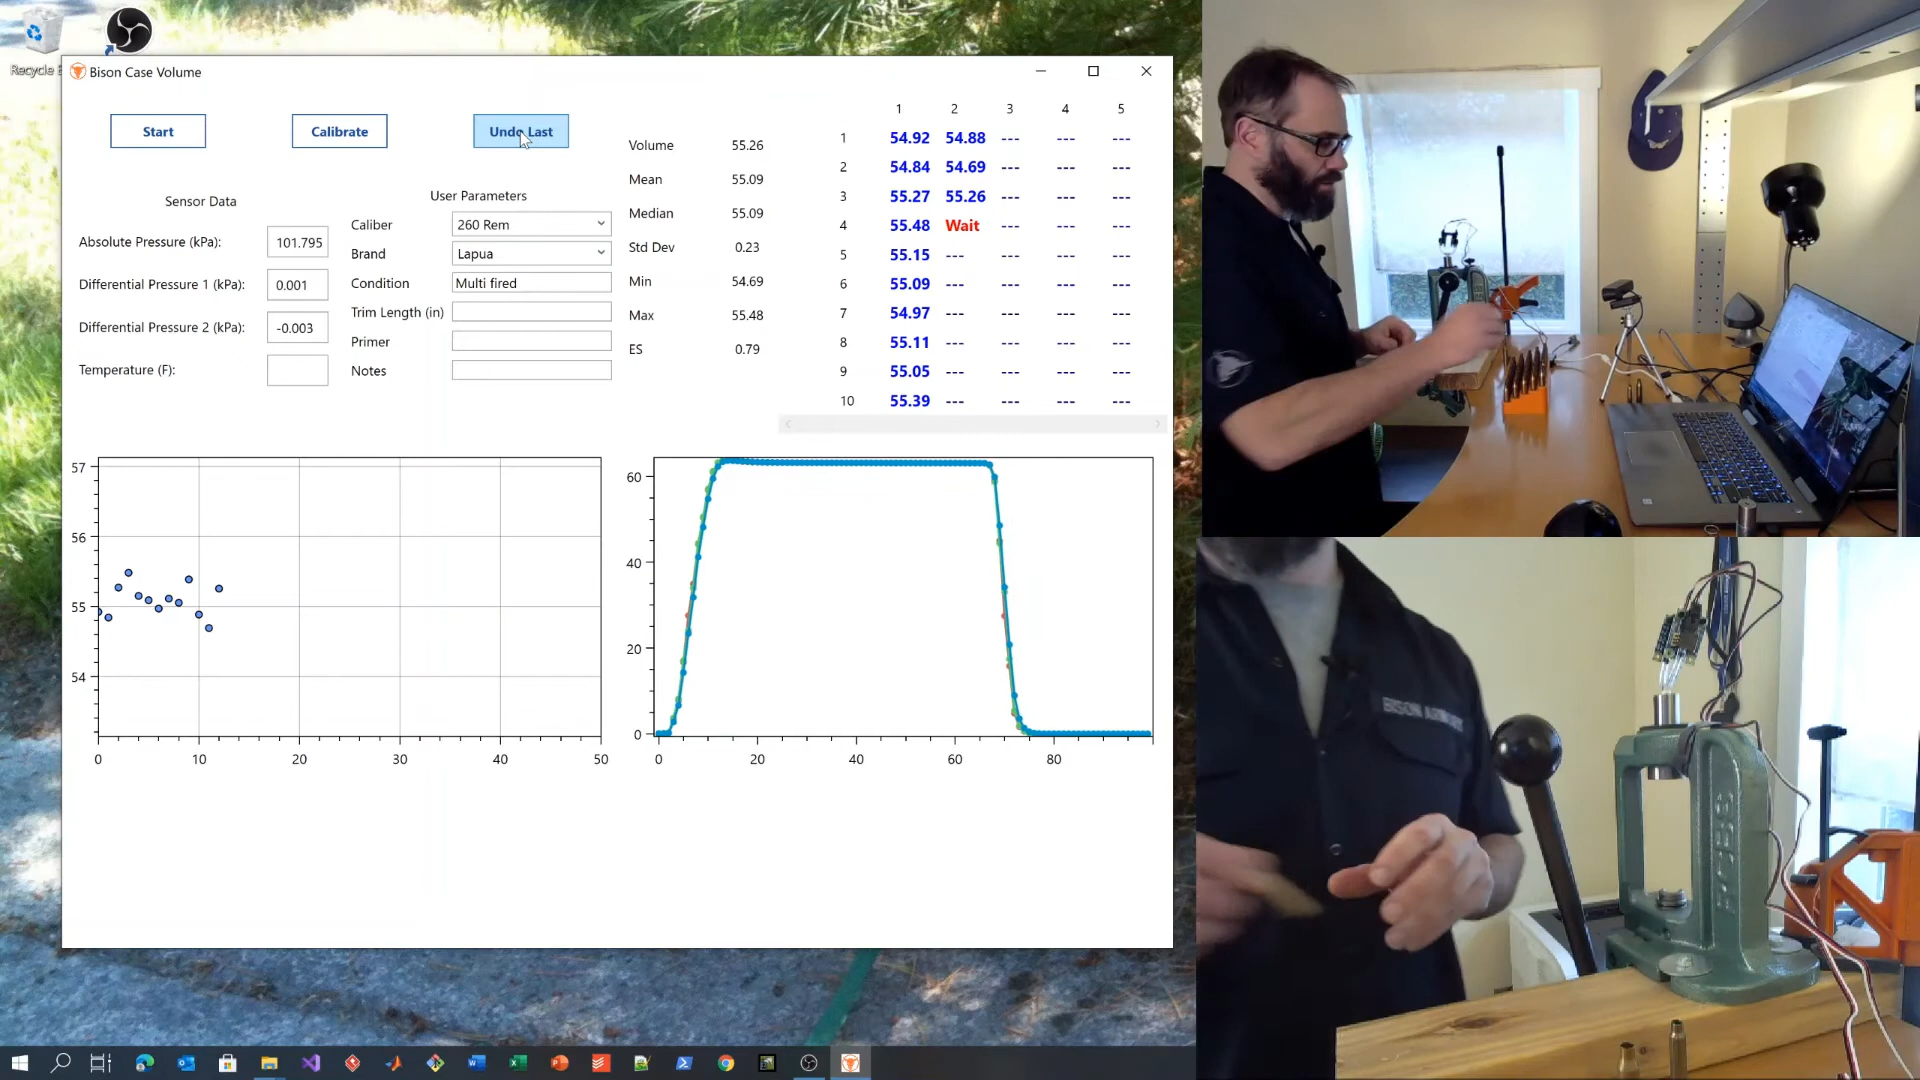 Recycle
Bison Case Volume
Start
Calibrate
Undo Last
Sensor Data
Absolute Pressure (kPa): 101.795
Differential Pressure 1 (kPa): 0.001
Differential Pressure 2 (kPa): -0.003
Temperature (F):
User Parameters
Caliber 260 Rem
Brand Lapua
Condition Multi fired
Trim Length (in)
Primer
Notes
Volume 55.26
Mean 55.09
Median 55.09
Std Dev 0.23
Min 54.69
Max 55.48
ES 0.79
1 2 3 4 5
1 54.92 54.88 --- --- ---
2 54.84 54.69 --- --- ---
3 55.27 55.26 --- --- ---
4 55.48 Wait --- --- ---
5 55.15 --- --- --- ---
6 55.09 --- --- --- ---
7 54.97 --- --- --- ---
8 55.11 --- --- --- ---
9 55.05 --- --- --- ---
10 55.39 --- --- --- ---
57
56
55
54
0 10 20 30 40 50
60
40
20
0
0 20 40 60 80
BISON ARMORY
RCBS